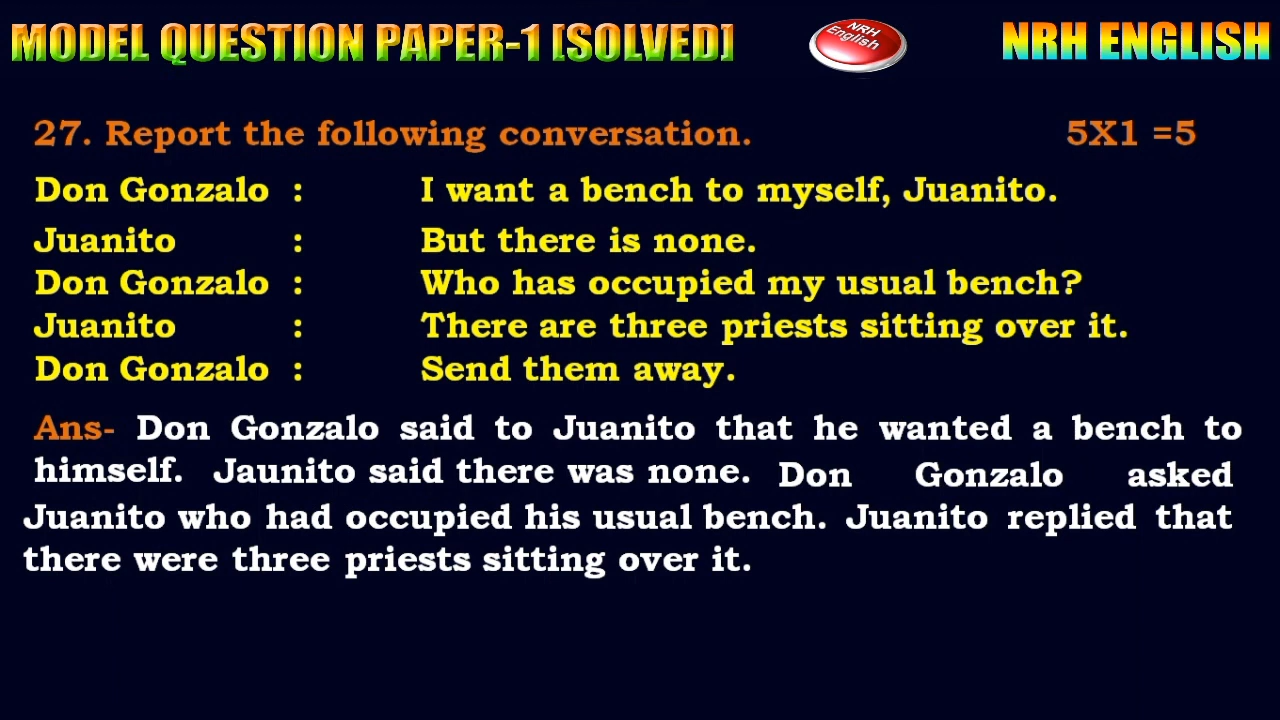 MODEL QUESTION PAPER-1 [SOLVED] NRH English NRH ENGLISH
27. Report the following conversation. 5X1 =5
Don Gonzalo : I want a bench to myself, Juanito.
Juanito : But there is none.
Don Gonzalo : Who has occupied my usual bench?
Juanito : There are three priests sitting over it.
Don Gonzalo : Send them away.
Ans- Don Gonzalo said to Juanito that he wanted a bench to
himself. Jaunito said there was none. Don Gonzalo asked
Juanito who had occupied his usual bench. Juanito replied that
there were three priests sitting over it.